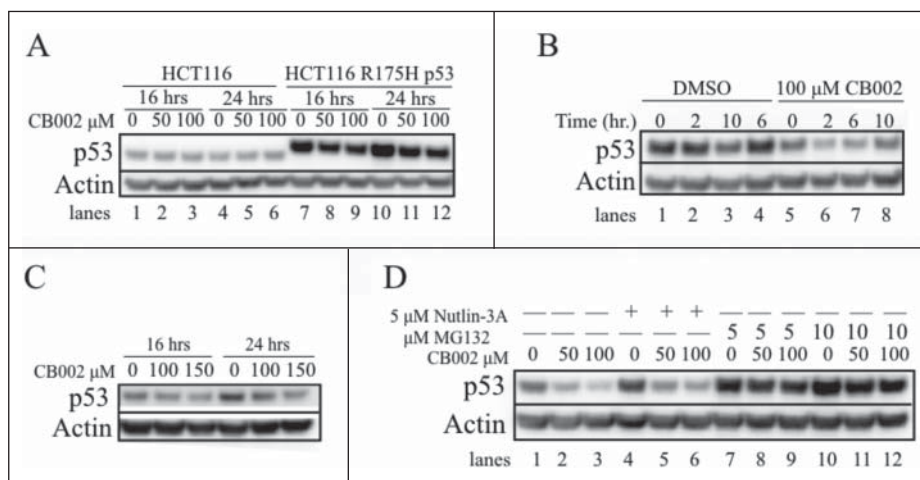 A
HCT116 HCT116 R175H p53
16 hrs 24 hrs 16 hrs 24 hrs
CB002 μM 0 50 100 0 50 100 0 50 100 0 50 100
p53
Actin
lanes 1 2 3 4 5 6 7 8 9 10 11 12
B
DMSO 100 μM CB002
Time (hr.) 0 2 10 6 0 2 6 10
p53
Actin
lanes 1 2 3 4 5 6 7 8
C
16 hrs 24 hrs
CB002 μM 0 100 150 0 100 150
p53
Actin
D
5 μM Nutlin-3A — — — + + + — — — — — —
μM MG132 — — — — — — 5 5 5 10 10 10
CB002 μM 0 50 100 0 50 100 0 50 100 0 50 100
p53
Actin
lanes 1 2 3 4 5 6 7 8 9 10 11 12